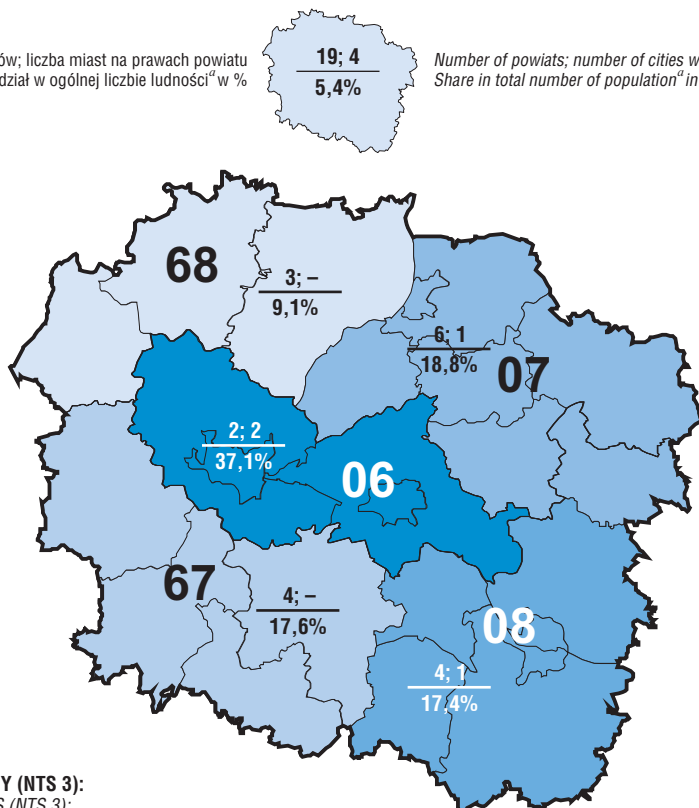 ów; liczba miast na prawach powiatu
dział w ogólnej liczbie ludnościᵃ w %
19; 4
5,4%
Number of powiats; number of cities w
Share in total number of populationᵃ in
68
3; –
9,1%
6; 1
18,8%
07
2; 2
37,1%
06
67
4; –
17,6%
08
4; 1
17,4%
Y (NTS 3):
S (NTS 3):